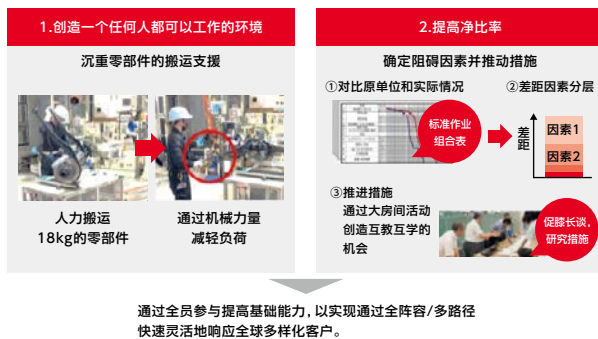 1.创造一个任何人都可以工作的环境
沉重零部件的搬运支援
人力搬运
18kg的零部件
通过机械力量
减轻负荷
2.提高净比率
确定阻碍因素并推动措施
①对比原单位和实际情况
标准作业
组合表
②差距因素分层
差距
因素1
因素2
③推进措施
通过大房间活动
创造互教互学的
机会
促膝长谈,
研究措施
通过全员参与提高基础能力,以实现通过全阵容/多路径
快速灵活地响应全球多样化客户。